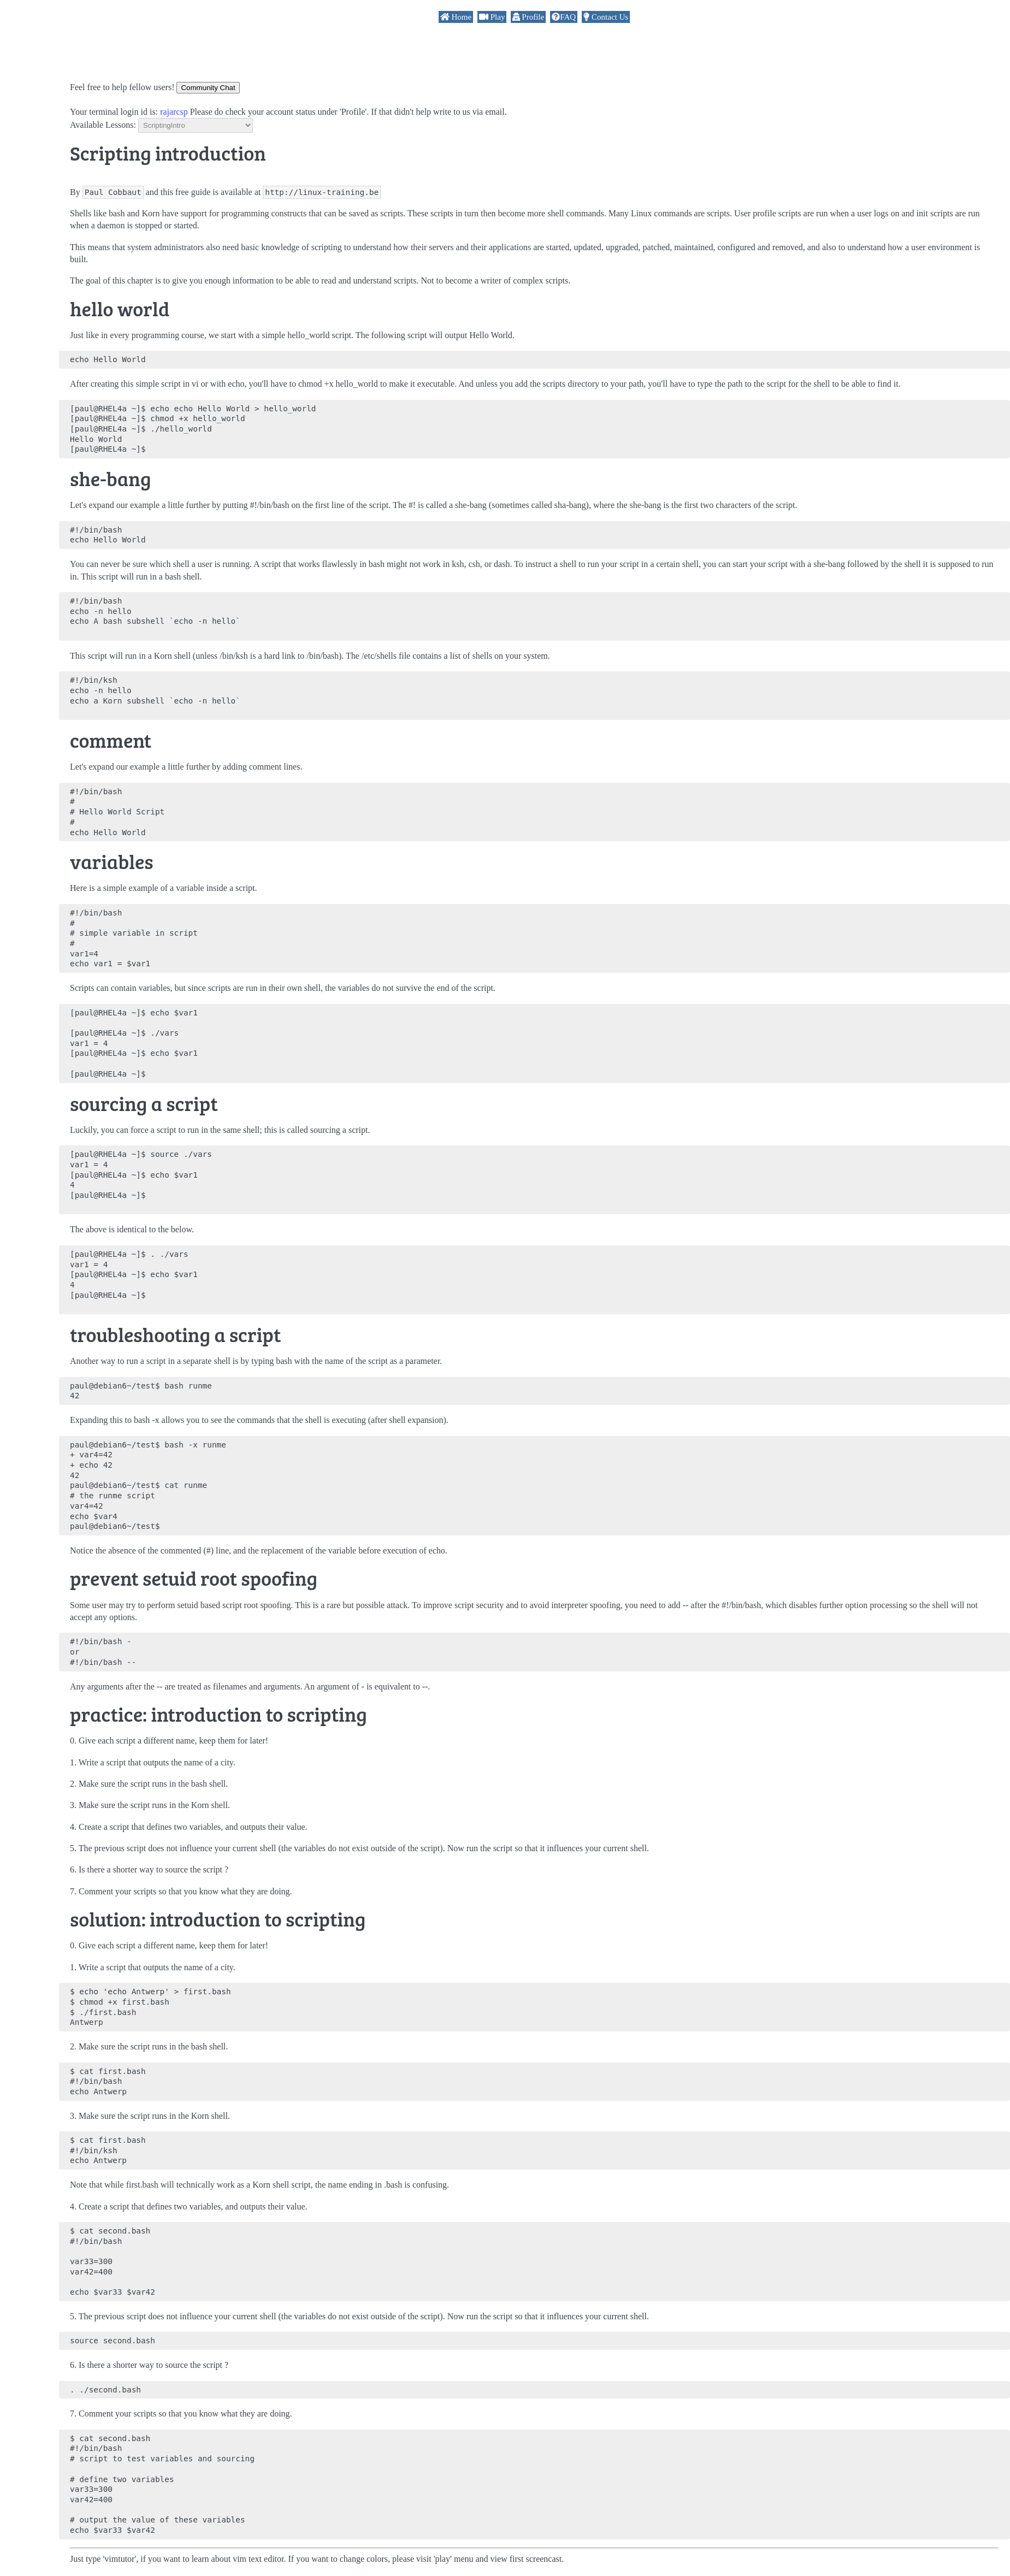 Home Play Profile FAQ Contact Us
Feel free to help fellow users! Community Chat
Your terminal login id is: rajarcsp Please do check your account status under 'Profile'. If that didn't help write to us via email.
Available Lessons: ScriptingIntro
Scripting introduction
By Paul Cobbaut and this free guide is available at http://linux-training.be
Shells like bash and Korn have support for programming constructs that can be saved as scripts. These scripts in turn then become more shell commands. Many Linux commands are scripts. User profile scripts are run when a user logs on and init scripts are run
when a daemon is stopped or started.
This means that system administrators also need basic knowledge of scripting to understand how their servers and their applications are started, updated, upgraded, patched, maintained, configured and removed, and also to understand how a user environment is
built.
The goal of this chapter is to give you enough information to be able to read and understand scripts. Not to become a writer of complex scripts.
hello world
Just like in every programming course, we start with a simple hello_world script. The following script will output Hello World.
echo Hello World
After creating this simple script in vi or with echo, you'll have to chmod +x hello_world to make it executable. And unless you add the scripts directory to your path, you'll have to type the path to the script for the shell to be able to find it.
[paul@RHEL4a ~]$ echo echo Hello World > hello_world
[paul@RHEL4a ~]$ chmod +x hello_world
[paul@RHEL4a ~]$ ./hello_world
Hello World
[paul@RHEL4a ~]$
she-bang
Let's expand our example a little further by putting #!/bin/bash on the first line of the script. The #! is called a she-bang (sometimes called sha-bang), where the she-bang is the first two characters of the script.
#!/bin/bash
echo Hello World
You can never be sure which shell a user is running. A script that works flawlessly in bash might not work in ksh, csh, or dash. To instruct a shell to run your script in a certain shell, you can start your script with a she-bang followed by the shell it is supposed to run
in. This script will run in a bash shell.
#!/bin/bash
echo -n hello
echo A bash subshell `echo -n hello`
This script will run in a Korn shell (unless /bin/ksh is a hard link to /bin/bash). The /etc/shells file contains a list of shells on your system.
#!/bin/ksh
echo -n hello
echo a Korn subshell `echo -n hello`
comment
Let's expand our example a little further by adding comment lines.
#!/bin/bash
#
# Hello World Script
#
echo Hello World
variables
Here is a simple example of a variable inside a script.
#!/bin/bash
#
# simple variable in script
#
var1=4
echo var1 = $var1
Scripts can contain variables, but since scripts are run in their own shell, the variables do not survive the end of the script.
[paul@RHEL4a ~]$ echo $var1
[paul@RHEL4a ~]$ ./vars
var1 = 4
[paul@RHEL4a ~]$ echo $var1
[paul@RHEL4a ~]$
sourcing a script
Luckily, you can force a script to run in the same shell; this is called sourcing a script.
[paul@RHEL4a ~]$ source ./vars
var1 = 4
[paul@RHEL4a ~]$ echo $var1
4
[paul@RHEL4a ~]$
The above is identical to the below.
[paul@RHEL4a ~]$ . ./vars
var1 = 4
[paul@RHEL4a ~]$ echo $var1
4
[paul@RHEL4a ~]$
troubleshooting a script
Another way to run a script in a separate shell is by typing bash with the name of the script as a parameter.
paul@debian6~/test$ bash runme
42
Expanding this to bash -x allows you to see the commands that the shell is executing (after shell expansion).
paul@debian6~/test$ bash -x runme
+ var4=42
+ echo 42
42
paul@debian6~/test$ cat runme
# the runme script
var4=42
echo $var4
paul@debian6~/test$
Notice the absence of the commented (#) line, and the replacement of the variable before execution of echo.
prevent setuid root spoofing
Some user may try to perform setuid based script root spoofing. This is a rare but possible attack. To improve script security and to avoid interpreter spoofing, you need to add -- after the #!/bin/bash, which disables further option processing so the shell will not
accept any options.
#!/bin/bash -
or
#!/bin/bash --
Any arguments after the -- are treated as filenames and arguments. An argument of - is equivalent to --.
practice: introduction to scripting
0. Give each script a different name, keep them for later!
1. Write a script that outputs the name of a city.
2. Make sure the script runs in the bash shell.
3. Make sure the script runs in the Korn shell.
4. Create a script that defines two variables, and outputs their value.
5. The previous script does not influence your current shell (the variables do not exist outside of the script). Now run the script so that it influences your current shell.
6. Is there a shorter way to source the script ?
7. Comment your scripts so that you know what they are doing.
solution: introduction to scripting
0. Give each script a different name, keep them for later!
1. Write a script that outputs the name of a city.
$ echo 'echo Antwerp' > first.bash
$ chmod +x first.bash
$ ./first.bash
Antwerp
2. Make sure the script runs in the bash shell.
$ cat first.bash
#!/bin/bash
echo Antwerp
3. Make sure the script runs in the Korn shell.
$ cat first.bash
#!/bin/ksh
echo Antwerp
Note that while first.bash will technically work as a Korn shell script, the name ending in .bash is confusing.
4. Create a script that defines two variables, and outputs their value.
$ cat second.bash
#!/bin/bash
var33=300
var42=400
echo $var33 $var42
5. The previous script does not influence your current shell (the variables do not exist outside of the script). Now run the script so that it influences your current shell.
source second.bash
6. Is there a shorter way to source the script ?
. ./second.bash
7. Comment your scripts so that you know what they are doing.
$ cat second.bash
#!/bin/bash
# script to test variables and sourcing
# define two variables
var33=300
var42=400
# output the value of these variables
echo $var33 $var42
Just type 'vimtutor', if you want to learn about vim text editor. If you want to change colors, please visit 'play' menu and view first screencast.